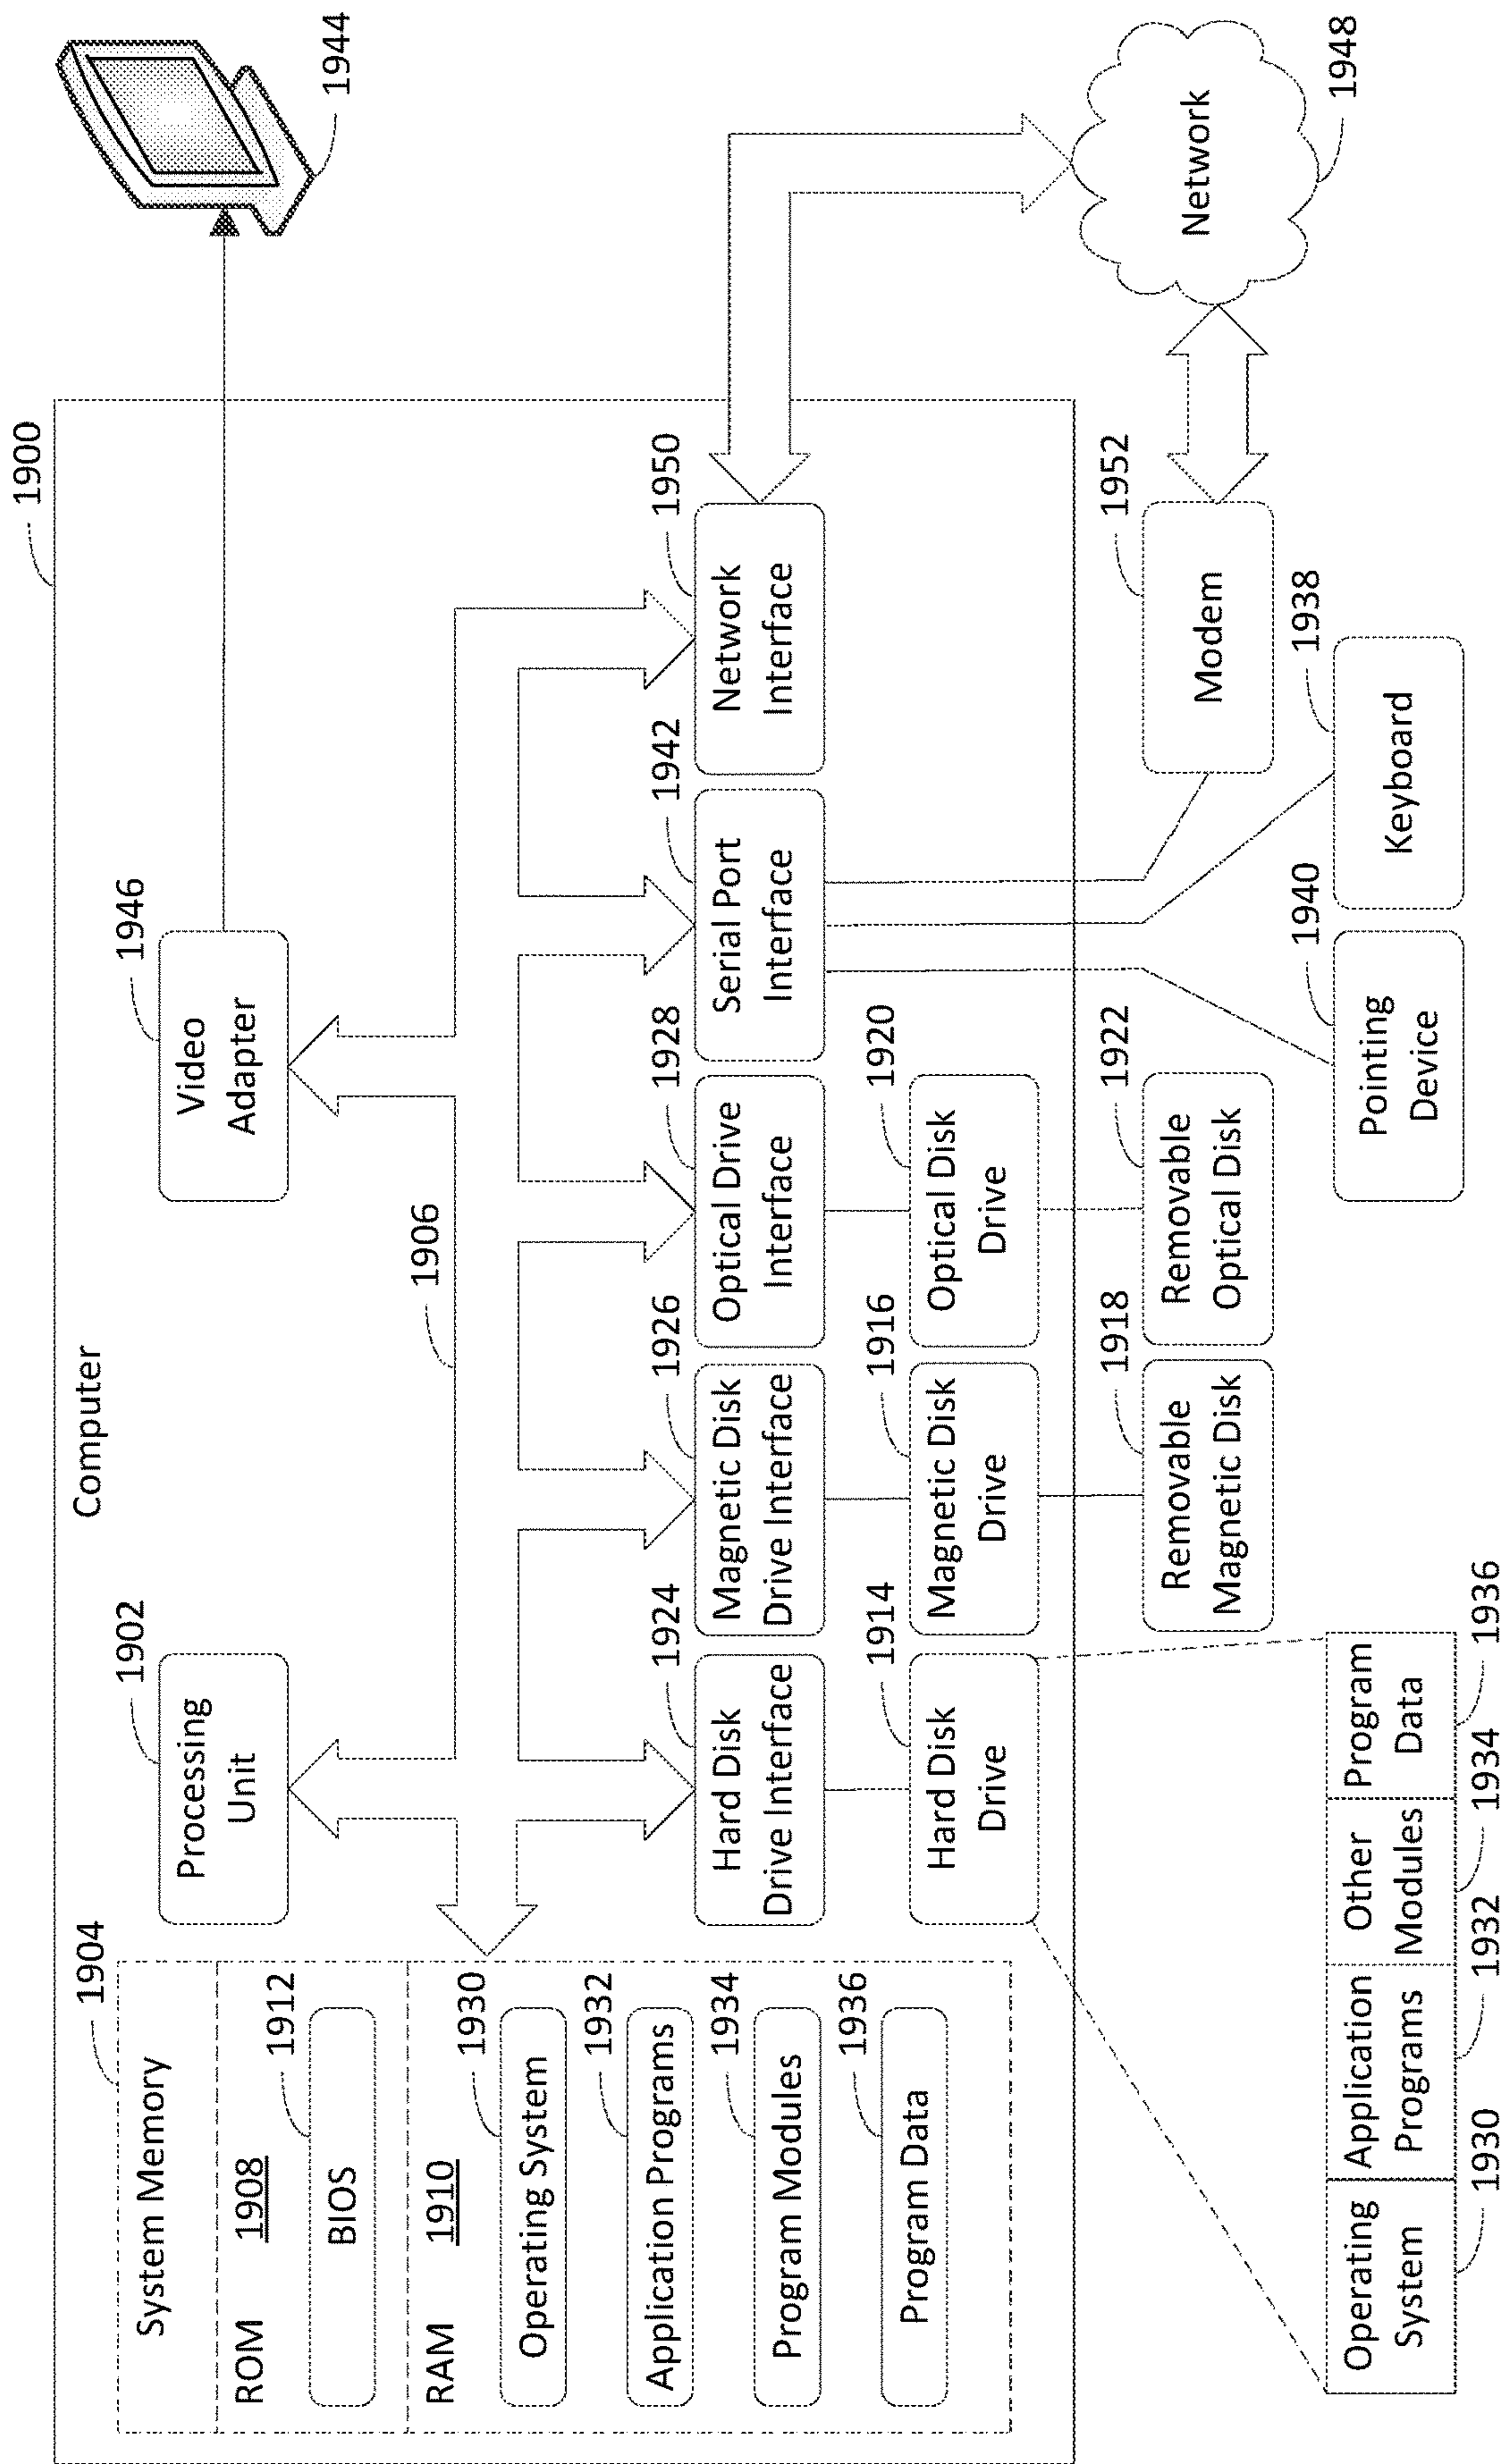 Computer
1900
1944
System Memory
1904
ROM
1908
BIOS
1912
RAM
1910
Operating System
1930
Application Programs
1932
Program Modules
1934
Program Data
1936
Processing
Unit
1902
1906
Video
Adapter
1946
Hard Disk
Drive Interface
1924
Magnetic Disk
Drive Interface
1926
Optical Drive
Interface
1928
Serial Port
Interface
1942
Network
Interface
1950
Hard Disk
Drive
1914
Magnetic Disk
Drive
1916
Optical Disk
Drive
1920
Removable
Magnetic Disk
1918
Removable
Optical Disk
1922
Modem
1952
Network
1948
Operating
System
1930
Application
Programs
1932
Other
Modules
1934
Program
Data
1936
Pointing
Device
1940
Keyboard
1938